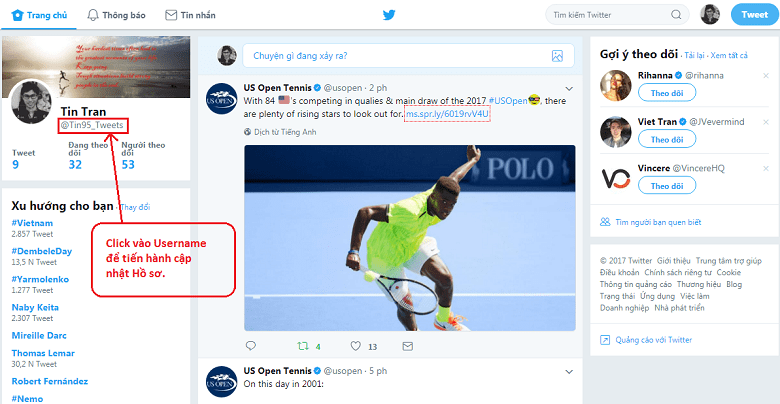 Trang chủ
Thông báo
Tin nhắn
Tìm kiếm Twitter
Tweet
Tin Tran
@Tin95_Tweets
Tweet
9
Đang theo dõi
32
Người theo dõi
53
Xu hướng cho bạn · Thay đổi
#Vietnam
2.857 Tweet
#DembeleDay
13,5 N Tweet
#Yarmolenko
1.277 Tweet
Naby Keita
2.307 Tweet
Mireille Darc
Thomas Lemar
30,2 N Tweet
Robert Fernández
#Nemo
Click vào Username
để tiến hành cập
nhật Hồ sơ.
Chuyện gì đang xảy ra?
US Open Tennis @usopen · 2 ph
With 84 's competing in qualies & main draw of the 2017 #USOpen, there
are plenty of rising stars to look out for. ms.spr.ly/6019rvV4U
Dịch từ Tiếng Anh
POLO
4
13
US Open Tennis @usopen · 5 ph
On this day in 2001:
Gợi ý theo dõi · Tải lại · Xem tất cả
Rihanna @rihanna
Theo dõi
Viet Tran @JVevermind
Theo dõi
Vincere @VincereHQ
Theo dõi
Tìm người bạn quen biết
© 2017 Twitter Giới thiệu Trung tâm trợ giúp
Điều khoản Chính sách riêng tư Cookie
Thông tin quảng cáo Thương hiệu Blog
Trạng thái Ứng dụng Việc làm
Doanh nghiệp Nhà phát triển
Quảng cáo với Twitter